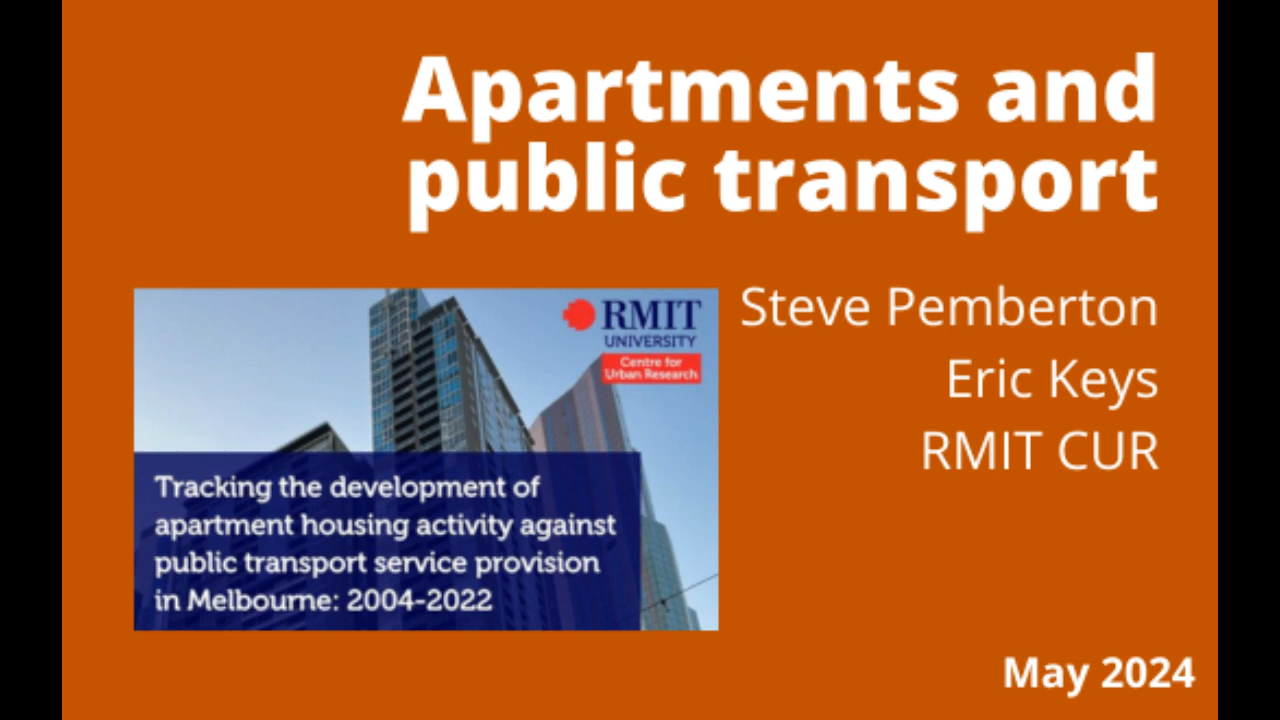 Apartments and
public transport
Steve Pemberton
Eric Keys
RMIT CUR
RMIT
UNIVERSITY
Centre for
Urban Research
Tracking the development of
apartment housing activity against
public transport service provision
in Melbourne: 2004-2022
May 2024